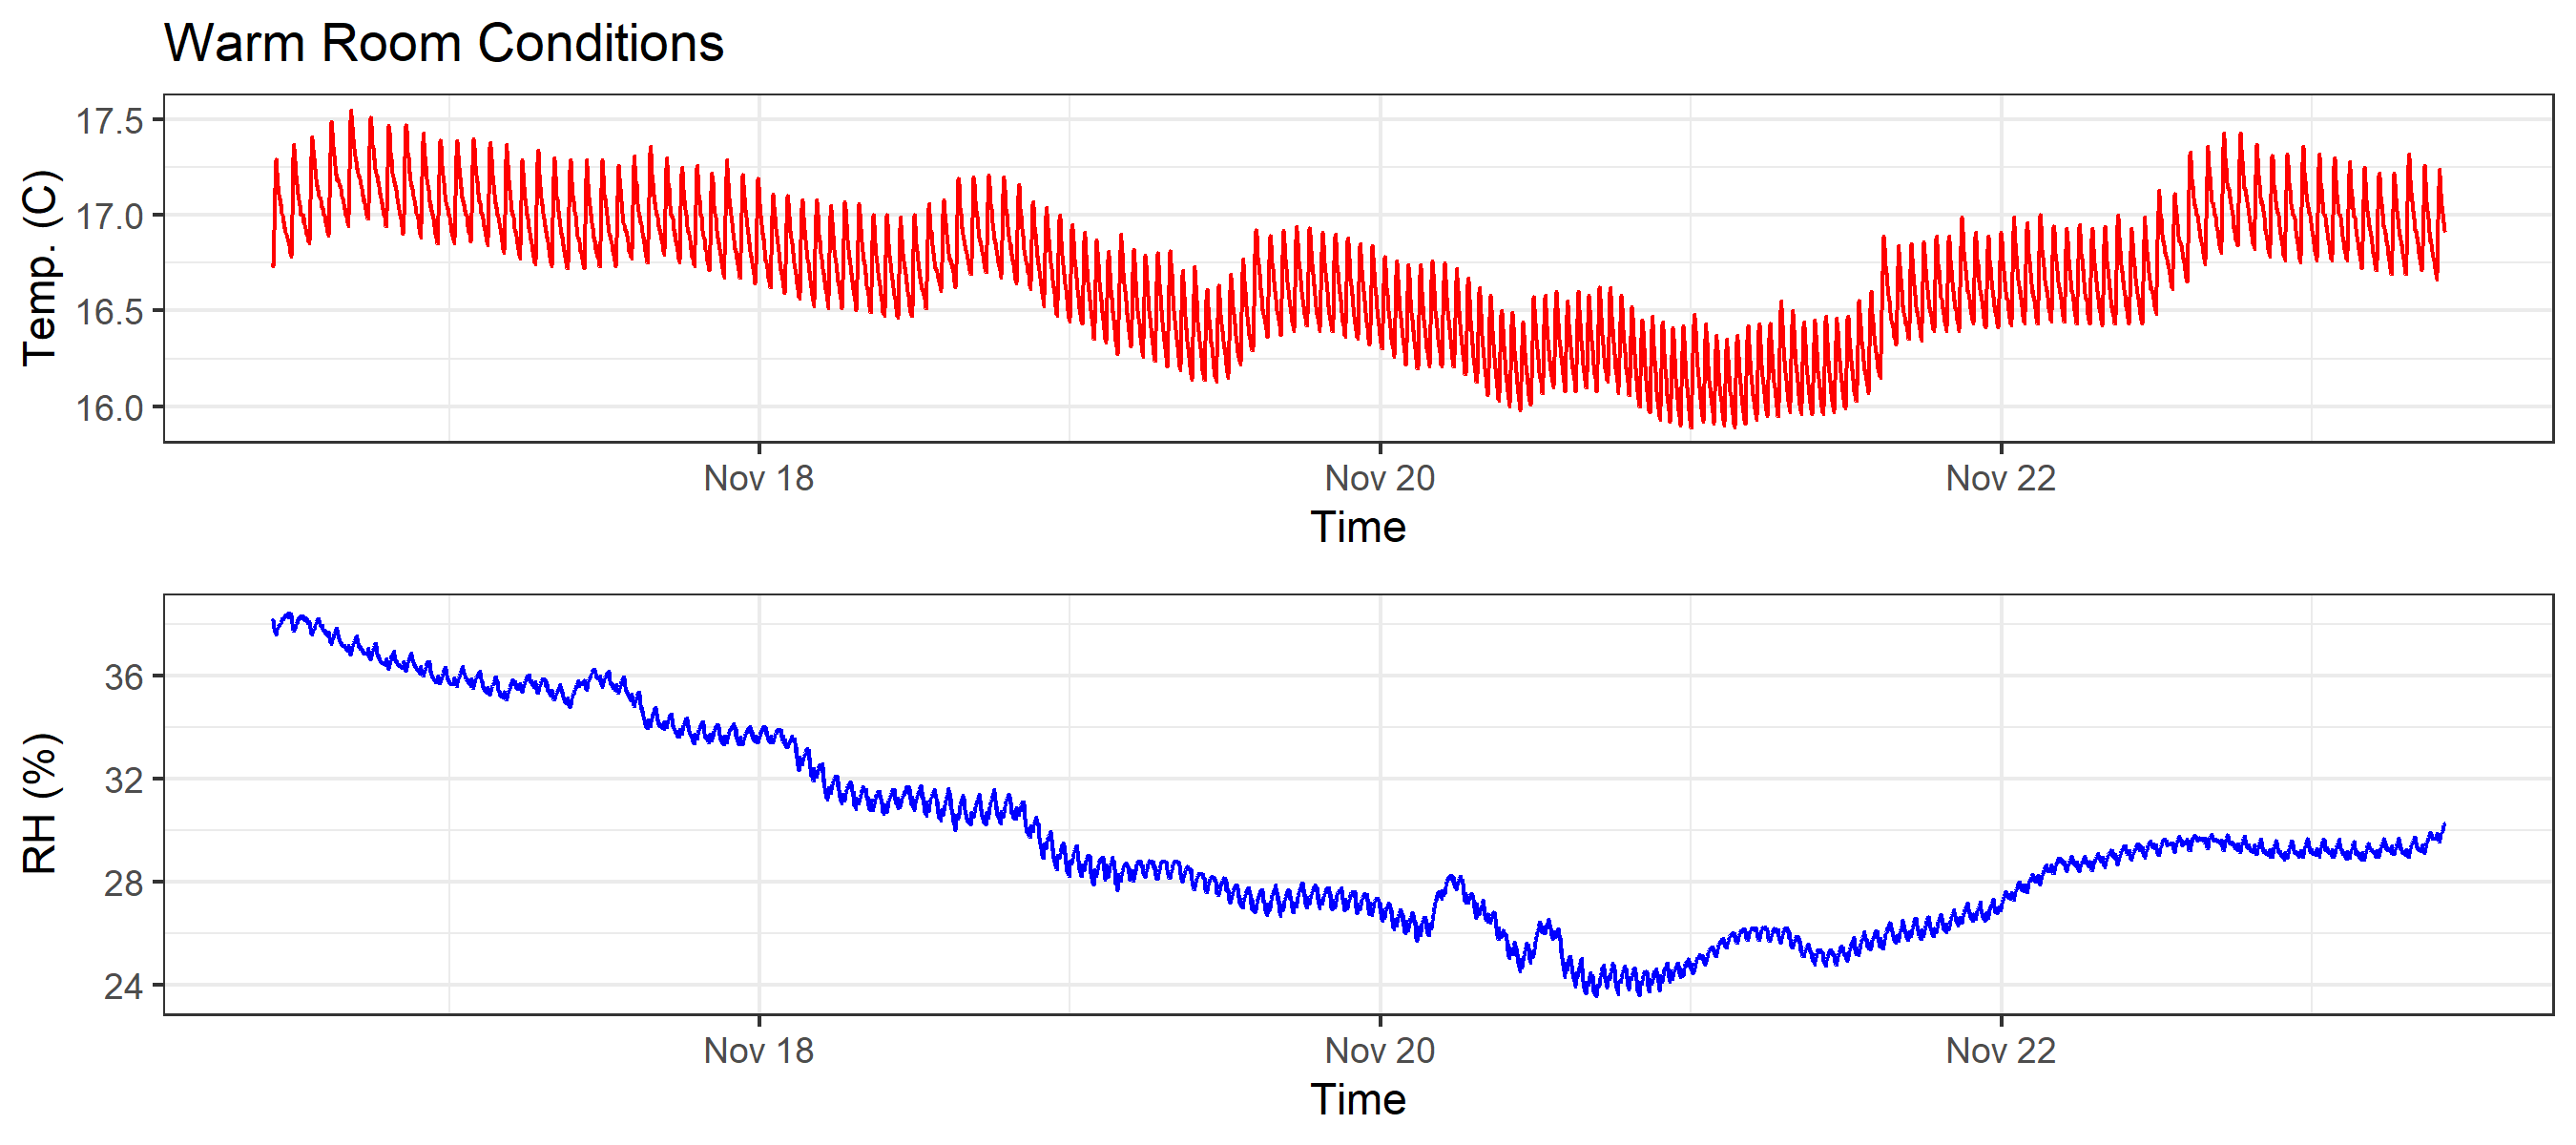 Warm Room Conditions
Temp. (C)
17.5
17.0
16.5
16.0
Nov 18 Nov 20 Nov 22
Time
RH (%)
36
32
28
24
Nov 18 Nov 20 Nov 22
Time